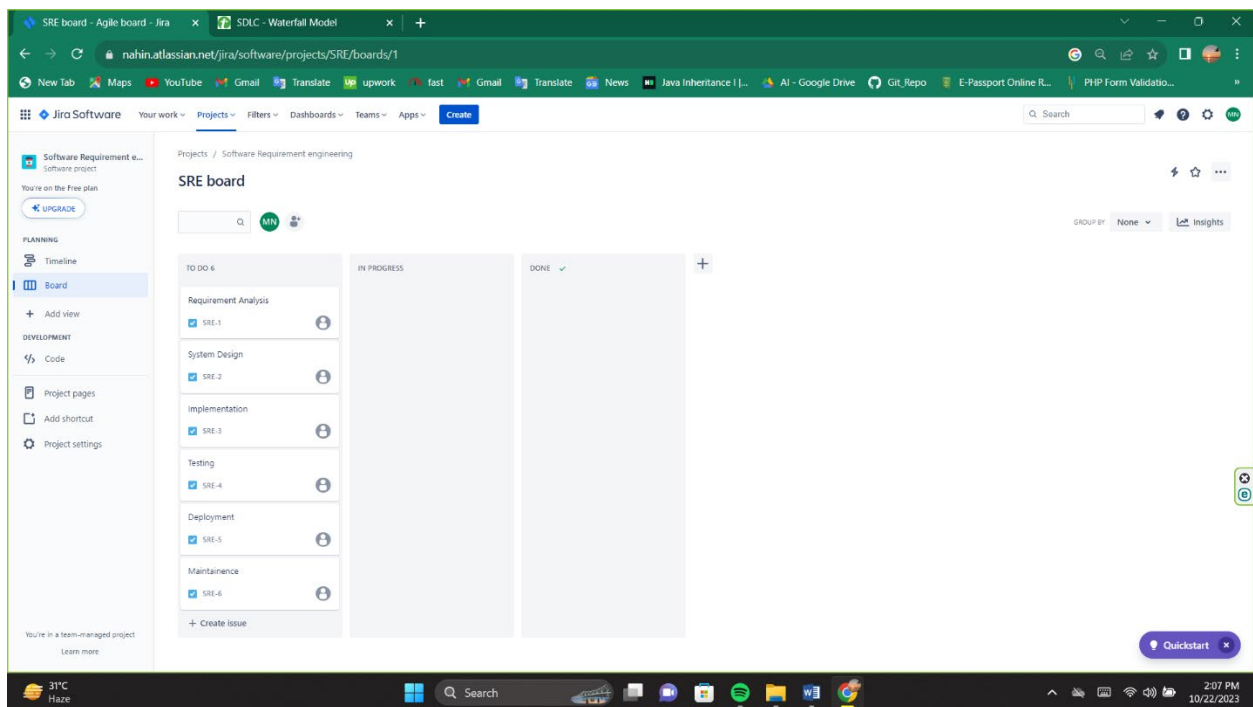 SRE board - Agile board - Jira
SDLC - Waterfall Model
nahin.atlassian.net/jira/software/projects/SRE/boards/1
New Tab Maps YouTube Gmail Translate upwork fast Gmail Translate News Java Inheritance I |... AI - Google Drive Git_Repo E-Passport Online R... PHP Form Validatio... »
Jira Software Your work Projects Filters Dashboards Teams Apps Create Search MN
Software Requirement e...
Software project
You're on the Free plan
UPGRADE
PLANNING
Timeline
Board
Add view
DEVELOPMENT
Code
Project pages
Add shortcut
Project settings
You're in a team-managed project
Learn more
Projects / Software Requirement engineering
SRE board
MN
GROUP BY None Insights
TO DO 6
Requirement Analysis
SRE-1
System Design
SRE-2
Implementation
SRE-3
Testing
SRE-4
Deployment
SRE-5
Maintainence
SRE-6
+ Create issue
IN PROGRESS
DONE
Quickstart
31°C
Haze
Search
2:07 PM
10/22/2023